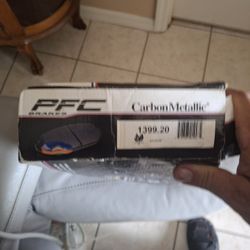 PFC
BRAKES
CarbonMetallic®
1399.20